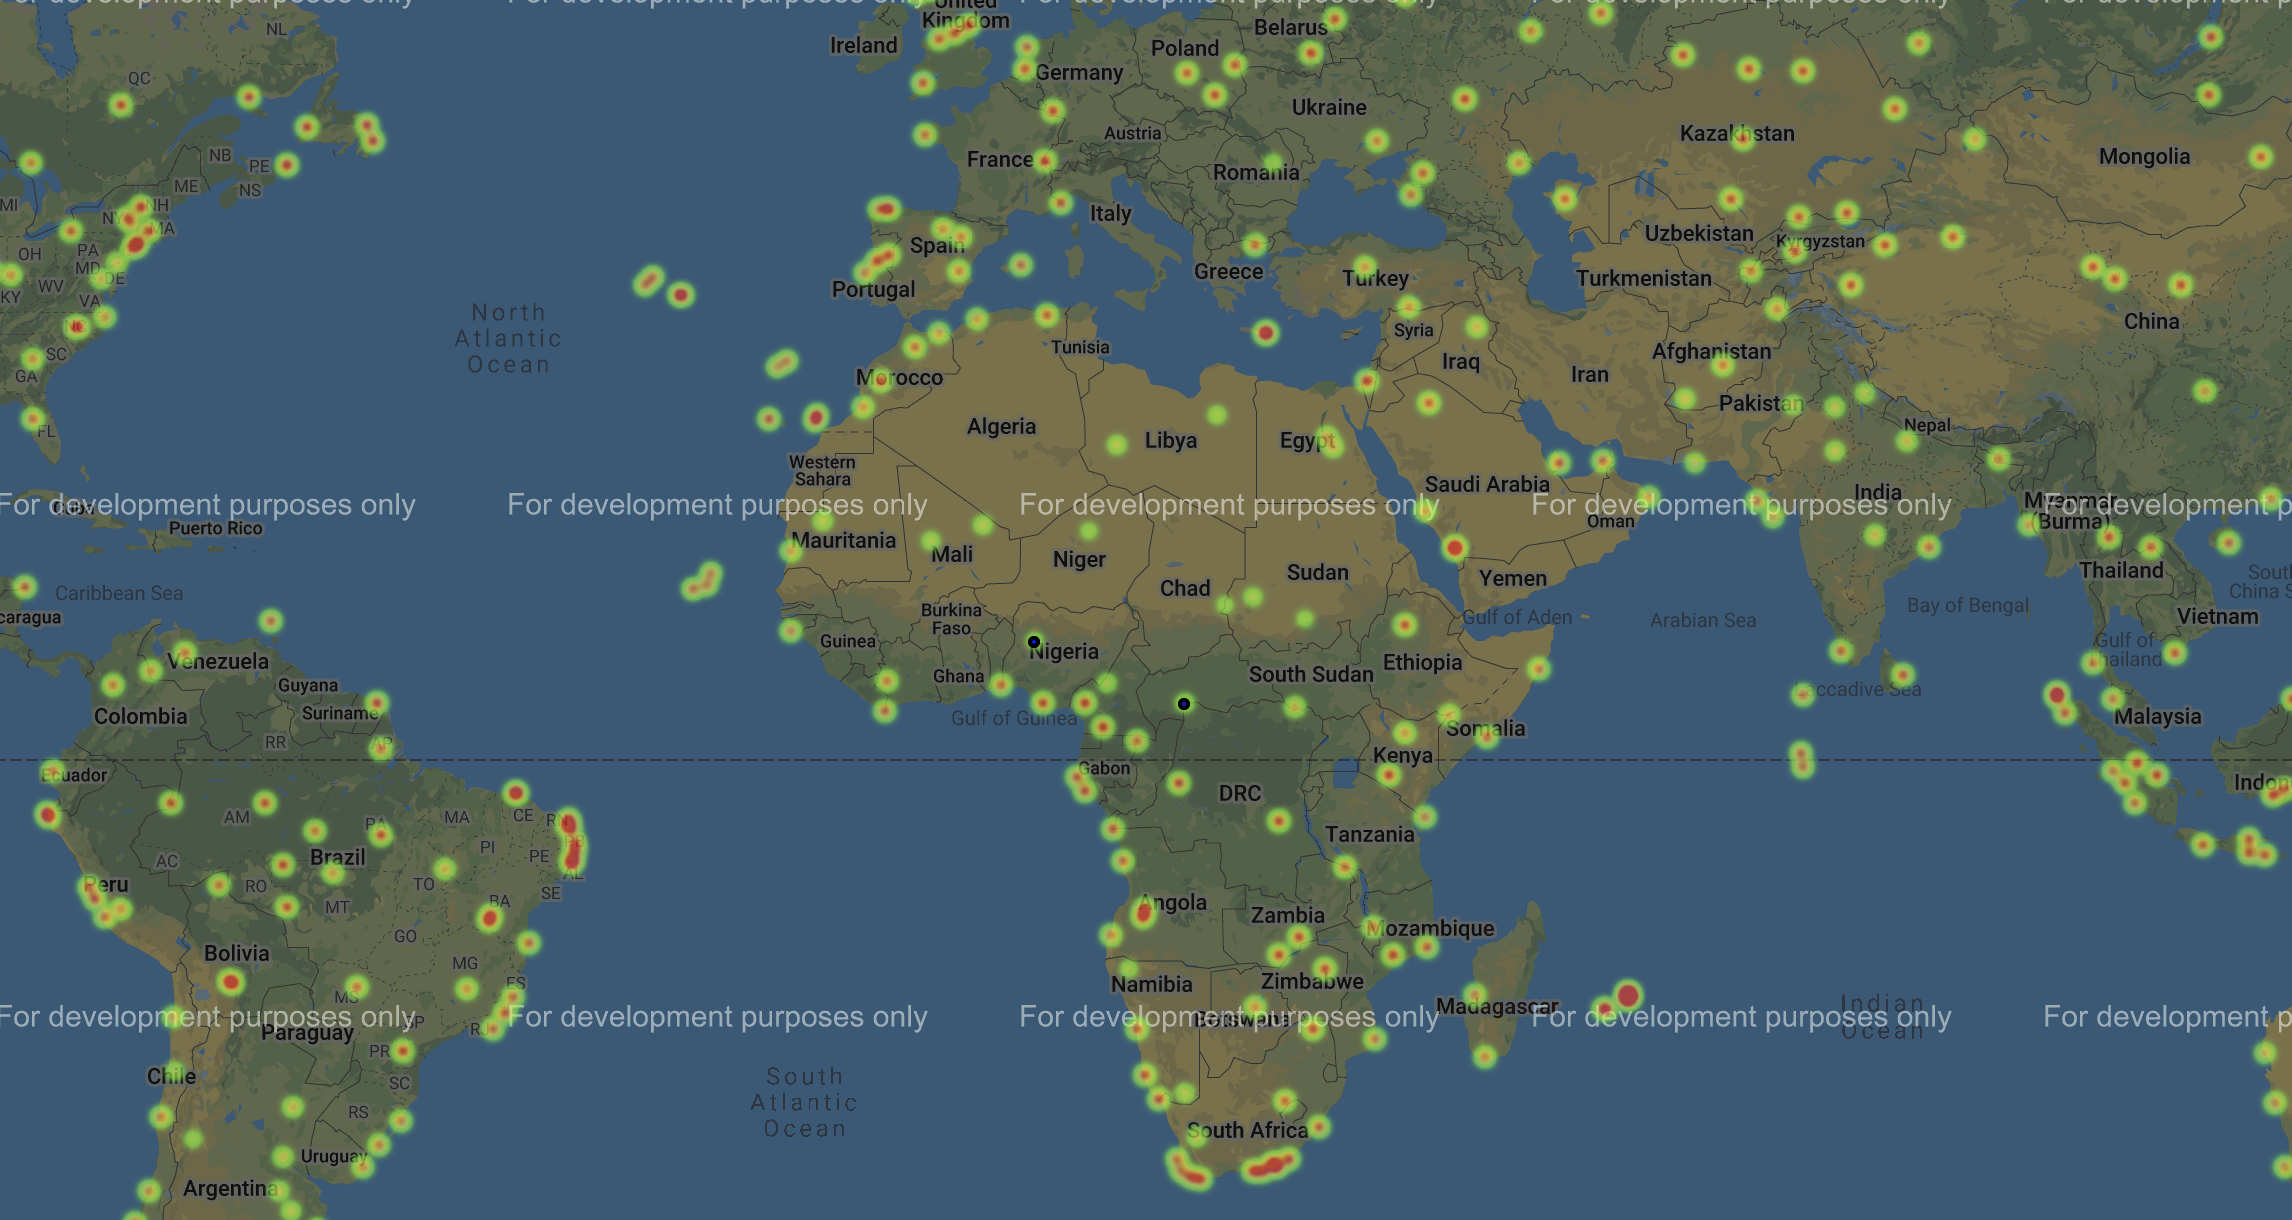 For development purposes only
For development purposes only
For development purposes only
For development purposes only
United
Kingdom
NL
Ireland
Belarus
Poland
QC
Germany
Ukraine
Kazakhstan
Austria
NB
PE
France
Mongolia
ME
NS
Romania
MI
NH
NY
MA
Italy
Spain
Uzbekistan
Kyrgyzstan
OH
PA
MD
DE
Greece
Turkey
Turkmenistan
WV
KY
VA
Portugal
North
Atlantic
Ocean
NC
Syria
China
SC
Tunisia
Afghanistan
Iraq
GA
Morocco
Iran
Pakistan
FL
Algeria
Libya
Egypt
Nepal
Western
Sahara
Saudi Arabia
India
Myanmar
(Burma)
For development purposes only
For development purposes only
For development purposes only
For development purposes only
For development p
Cuba
Puerto Rico
Oman
Mauritania
Mali
Niger
Sudan
Thailand
Chad
Yemen
South
China S
Caribbean Sea
Burkina
Faso
Gulf of Aden
Arabian Sea
Bay of Bengal
caragua
Vietnam
Guinea
Nigeria
Gulf of
Thailand
Venezuela
Ethiopia
Ghana
South Sudan
Guyana
Laccadive Sea
Colombia
Suriname
Gulf of Guinea
Malaysia
Somalia
RR
AP
Kenya
Gabon
Ecuador
Indon
DRC
AM
PA
MA
CE
RN
Tanzania
PB
PI
Brazil
PE
AC
AL
Peru
RO
TO
SE
BA
MT
Angola
Zambia
Mozambique
GO
Bolivia
MG
ES
Namibia
Zimbabwe
MS
Madagascar
Indian
Ocean
For development purposes only
For development purposes only
For development purposes only
For development purposes only
For development p
SP
RJ
Botswana
Paraguay
PR
Chile
SC
South
Atlantic
Ocean
RS
South Africa
Uruguay
Argentina